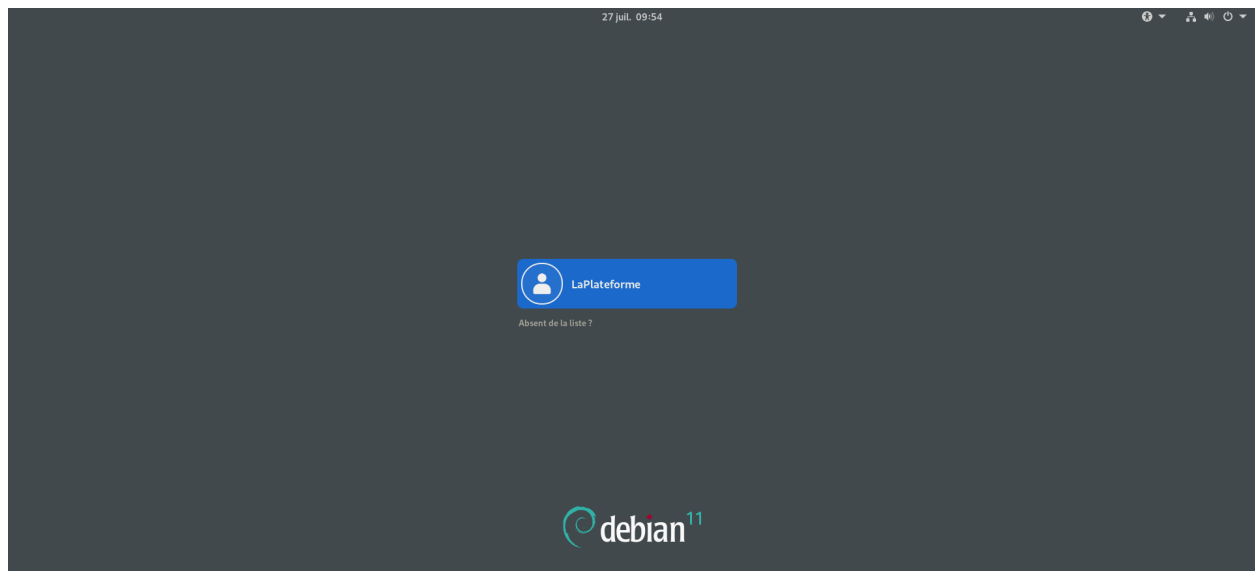 27 juil. 09:54
LaPlateforme
Absent de la liste ?
debian 11